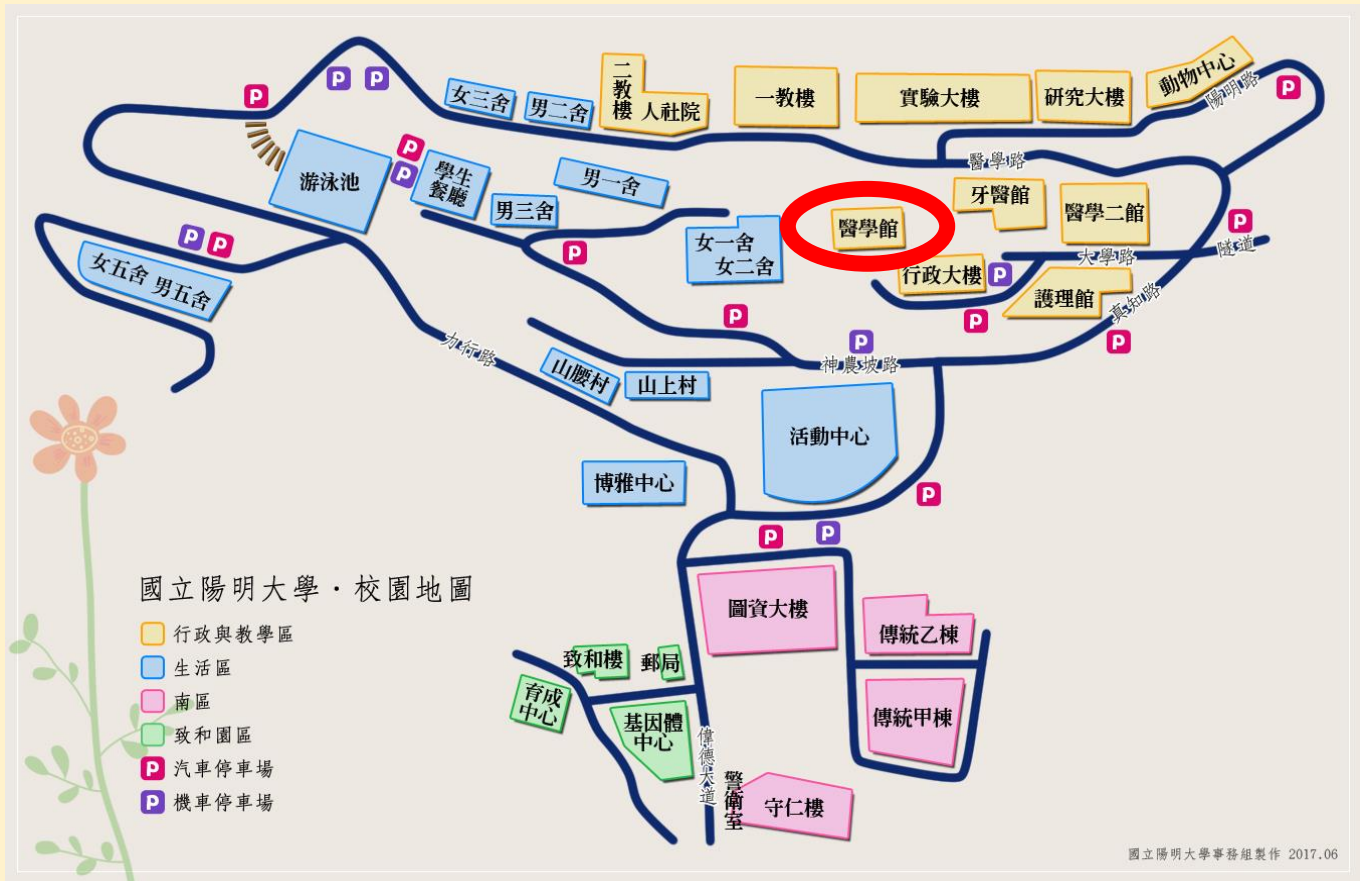 動物中心
陽明路
P
二教樓
人社院
一教樓
實驗大樓
研究大樓
P
P
P
女三舍
男二舍
醫學路
P
P
游泳池
學生
餐廳
男一舍
男三舍
牙醫館
醫學二館
醫學館
女一舍
女二舍
P
P
P
P
大學路
隧道
行政大樓
P
女五舍 男五舍
護理館
真知路
P
P
P
P
力行路
神農坡路
山腰村
山上村
活動中心
博雅中心
P
P
P
國立陽明大學・校園地圖
行政與教學區
生活區
南區
致和園區
P 汽車停車場
P 機車停車場
圖資大樓
傳統乙棟
傳統甲棟
致和樓
郵局
育成
中心
基因體
中心
偉德大道
警衛室
守仁樓
國立陽明大學事務組製作 2017.06